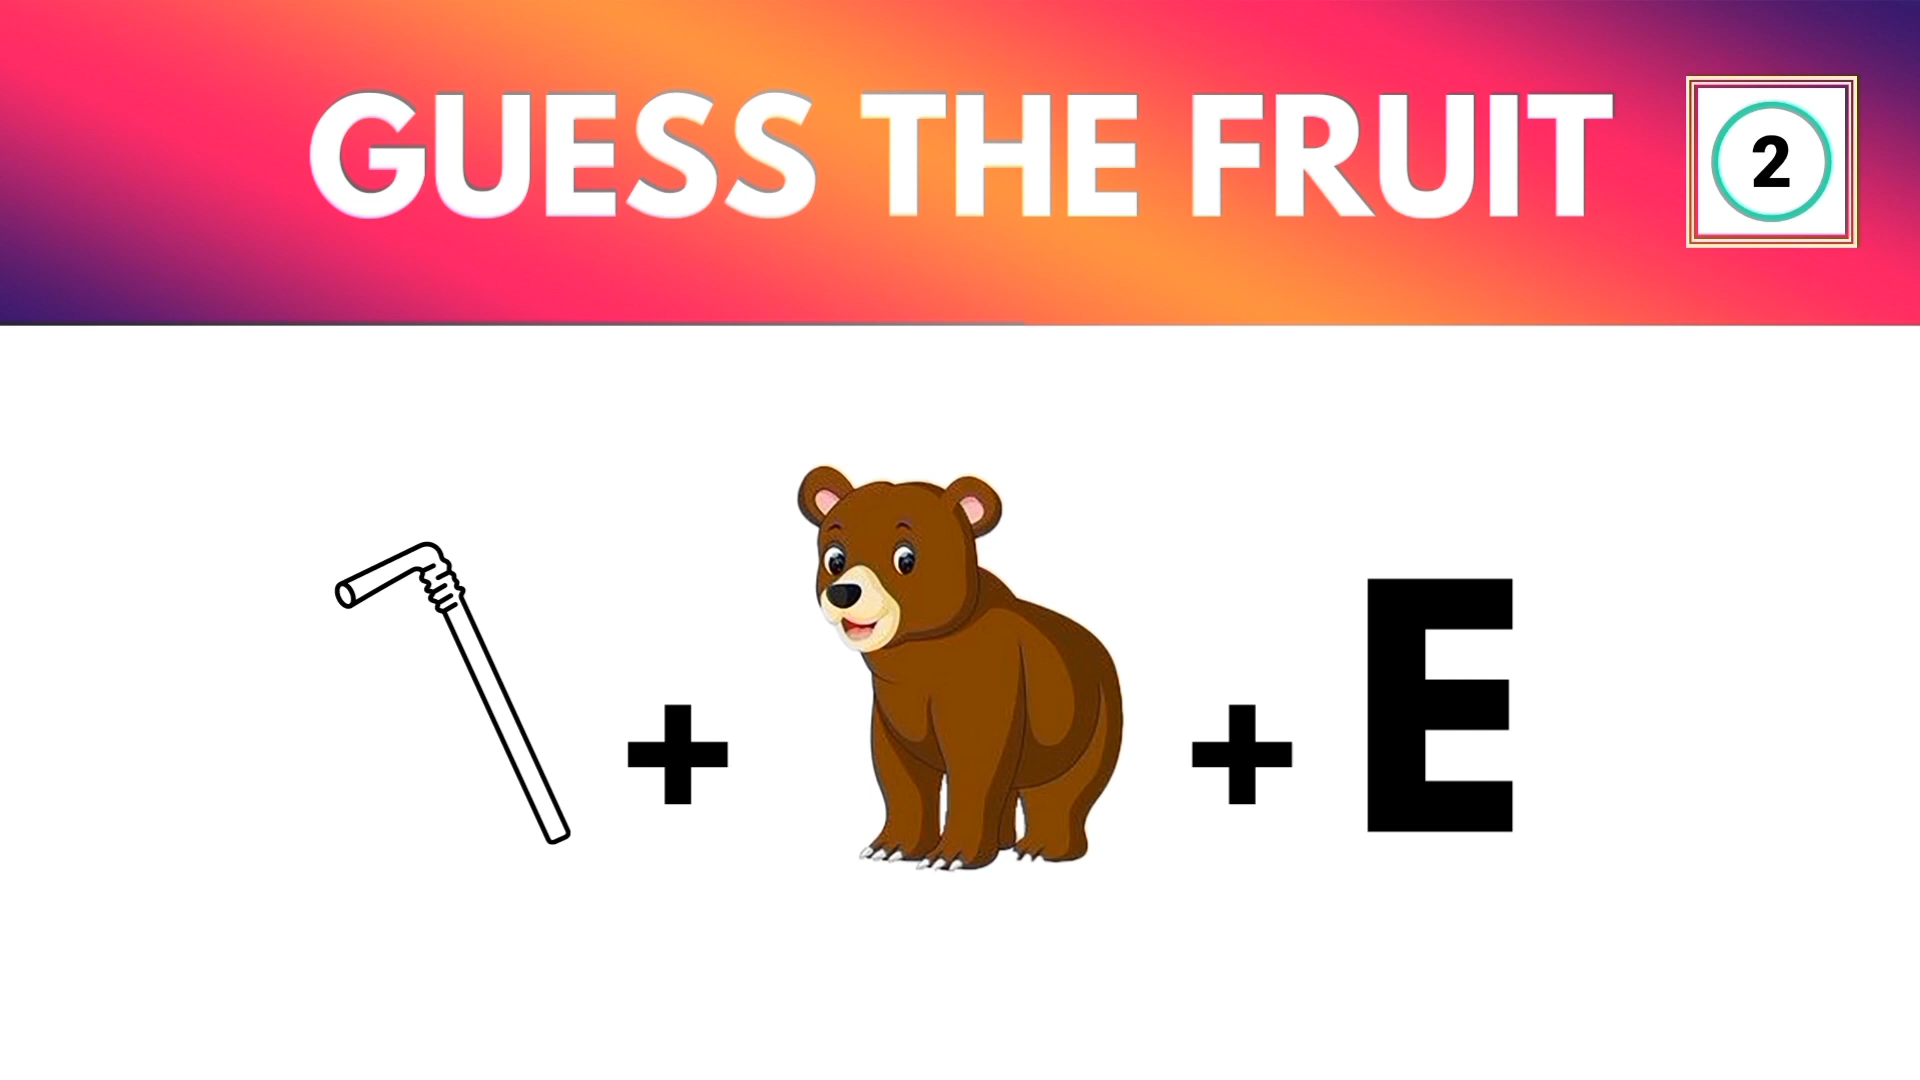 GUESS THE FRUIT
2
+ + E